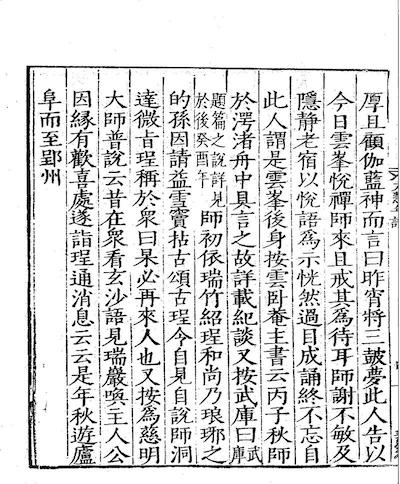 厚且顧伽藍神而言曰昨宵將三皷夢此人告以
今日雲峯悅禪師來且戒其為待耳師謝不敏及
隱静老宿以悅語為示恍然過目成誦終不忘自
此人謂是雲峯後身按雲卧菴主書云丙子秋師
於㴩渚舟中具言之故詳載紀談又按武庫曰武庫
題篇之說詳見於後癸酉年師初依瑞竹紹珵和尚乃琅瑘之
的孫因請益雪竇拈古頌古珵令自見自說師洞
達微旨珵稱於衆曰杲必再來人也又按為慈明
大師普說云昔在衆看玄沙語見瑞巖喚主人公
因緣有歡喜處遂詣珵通消息云云是年秋遊廬
阜而至郢州